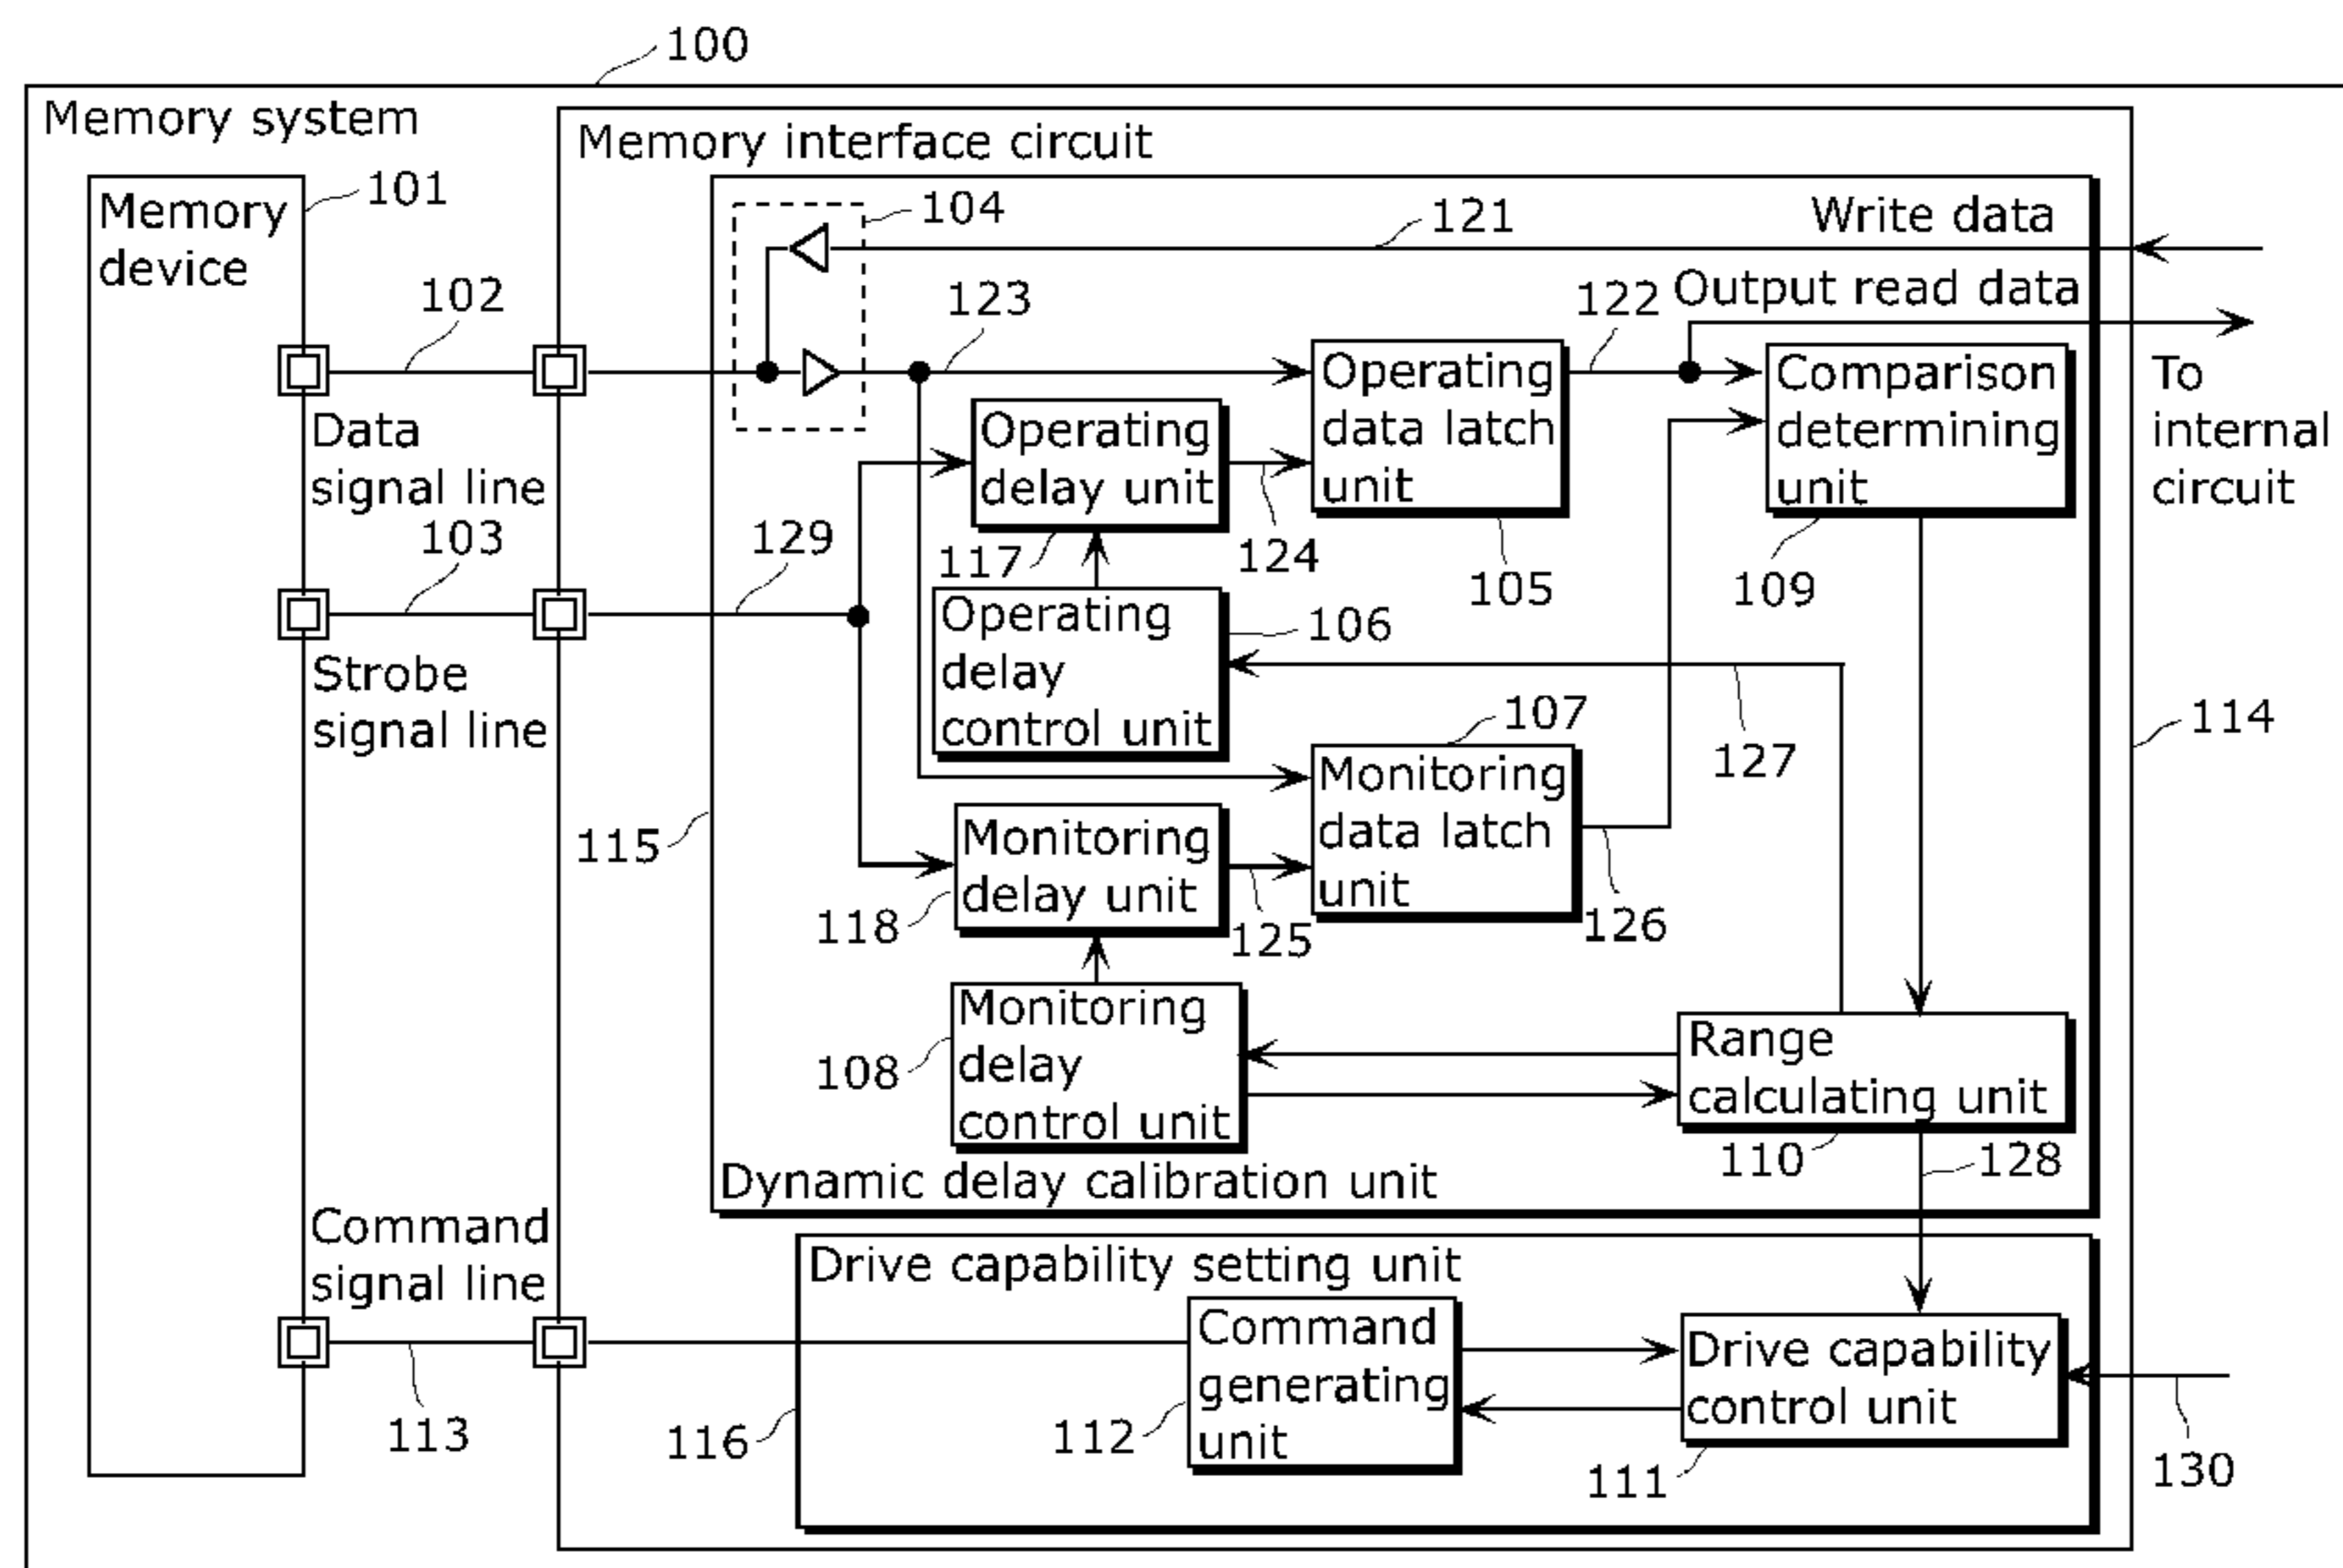 100
Memory system
Memory interface circuit
101
Memory
device
104
121
Write data
102
123
122
Output read data
Operating
data latch
unit
Comparison
determining
unit
To
internal
circuit
Data
signal line
Operating
delay unit
103
129
117
124
105
109
Operating
delay
control unit
106
Strobe
signal line
107
127
114
Monitoring
data latch
unit
115
Monitoring
delay unit
118
125
126
Monitoring
delay
control unit
108
Range
calculating unit
110
128
Dynamic delay calibration unit
Command
signal line
Drive capability setting unit
Command
generating
unit
Drive capability
control unit
113
116
112
111
130